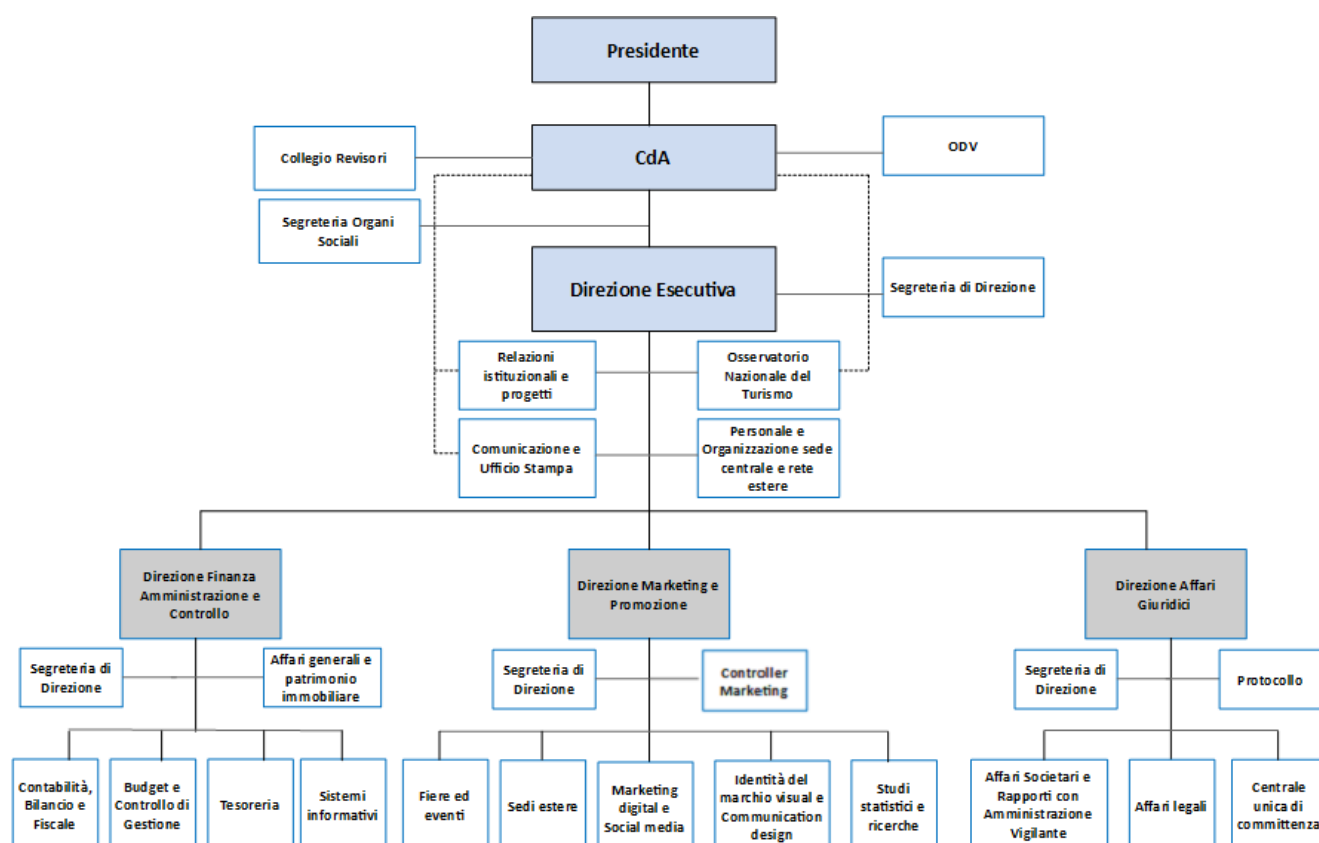 Presidente
Collegio Revisori
CdA
ODV
Segreteria Organi
Sociali
Direzione Esecutiva
Segreteria di Direzione
Relazioni
istituzionali e
progetti
Osservatorio
Nazionale del
Turismo
Comunicazione e
Ufficio Stampa
Personale e
Organizzazione sede
centrale e rete
estere
Direzione Finanza
Amministrazione e
Controllo
Direzione Marketing e
Promozione
Direzione Affari
Giuridici
Segreteria di
Direzione
Affari generali e
patrimonio
immobiliare
Segreteria di
Direzione
Controller
Marketing
Segreteria di
Direzione
Protocollo
Contabilità,
Bilancio e
Fiscale
Budget e
Controllo di
Gestione
Tesoreria
Sistemi
informativi
Fiere ed
eventi
Sedi estere
Marketing
digital e
Social media
Identità del
marchio visual e
Communication
design
Studi
statistici e
ricerche
Affari Societari e
Rapporti con
Amministrazione
Vigilante
Affari legali
Centrale
unica di
committenza